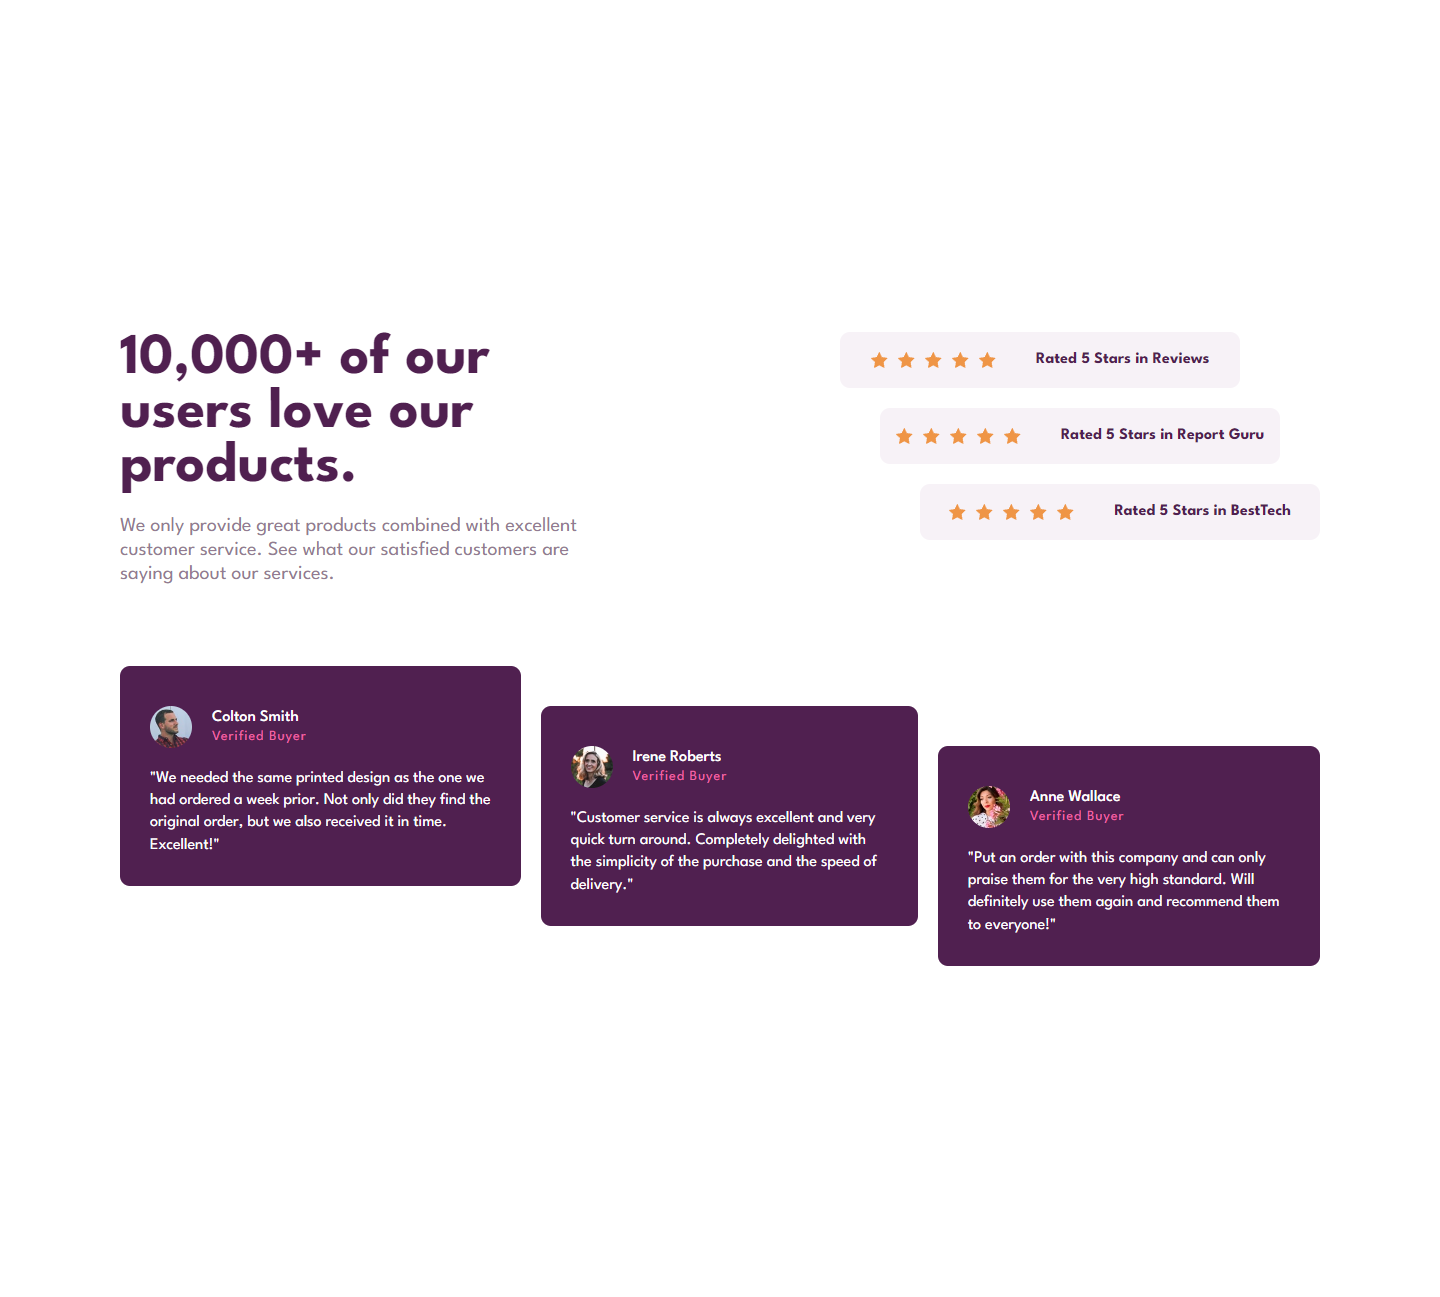 10,000+ of our
users love our
products.
We only provide great products combined with excellent
customer service. See what our satisfied customers are
saying about our services.
Rated 5 Stars in Reviews
Rated 5 Stars in Report Guru
Rated 5 Stars in BestTech
Colton Smith
Verified Buyer
"We needed the same printed design as the one we
had ordered a week prior. Not only did they find the
original order, but we also received it in time.
Excellent!"
Irene Roberts
Verified Buyer
"Customer service is always excellent and very
quick turn around. Completely delighted with
the simplicity of the purchase and the speed of
delivery."
Anne Wallace
Verified Buyer
"Put an order with this company and can only
praise them for the very high standard. Will
definitely use them again and recommend them
to everyone!"